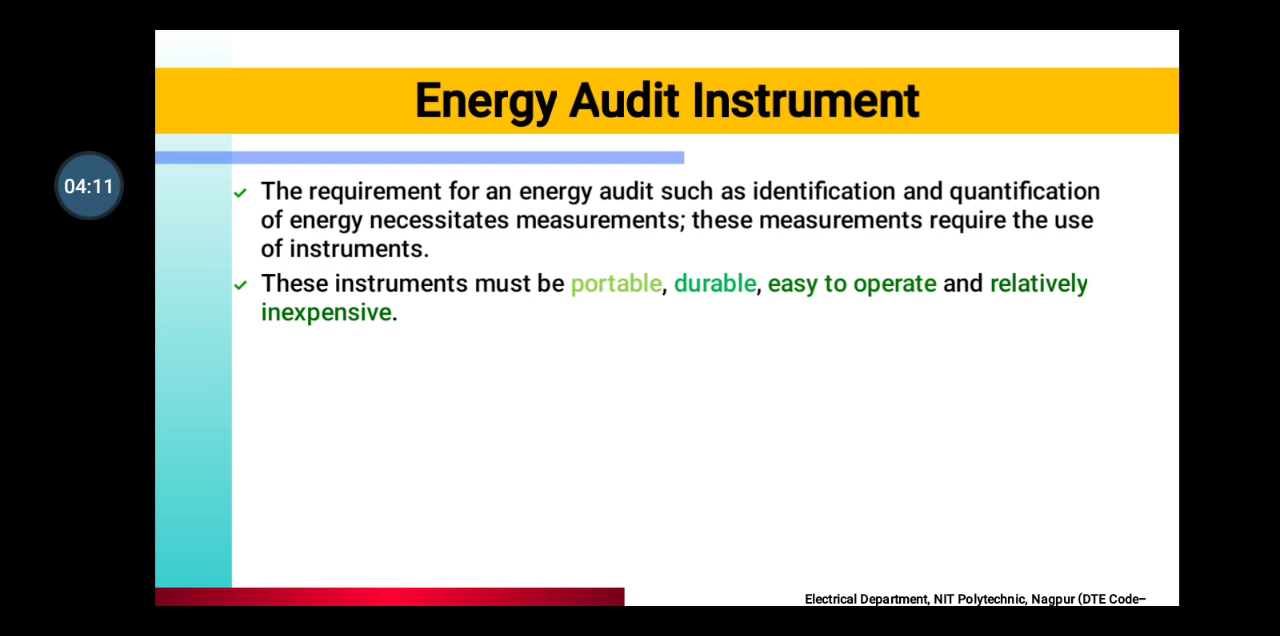 Energy Audit Instrument
04:11
The requirement for an energy audit such as identification and quantification
of energy necessitates measurements; these measurements require the use
of instruments.
These instruments must be portable, durable, easy to operate and relatively
inexpensive.
Electrical Department, NIT Polytechnic, Nagpur (DTE Code–